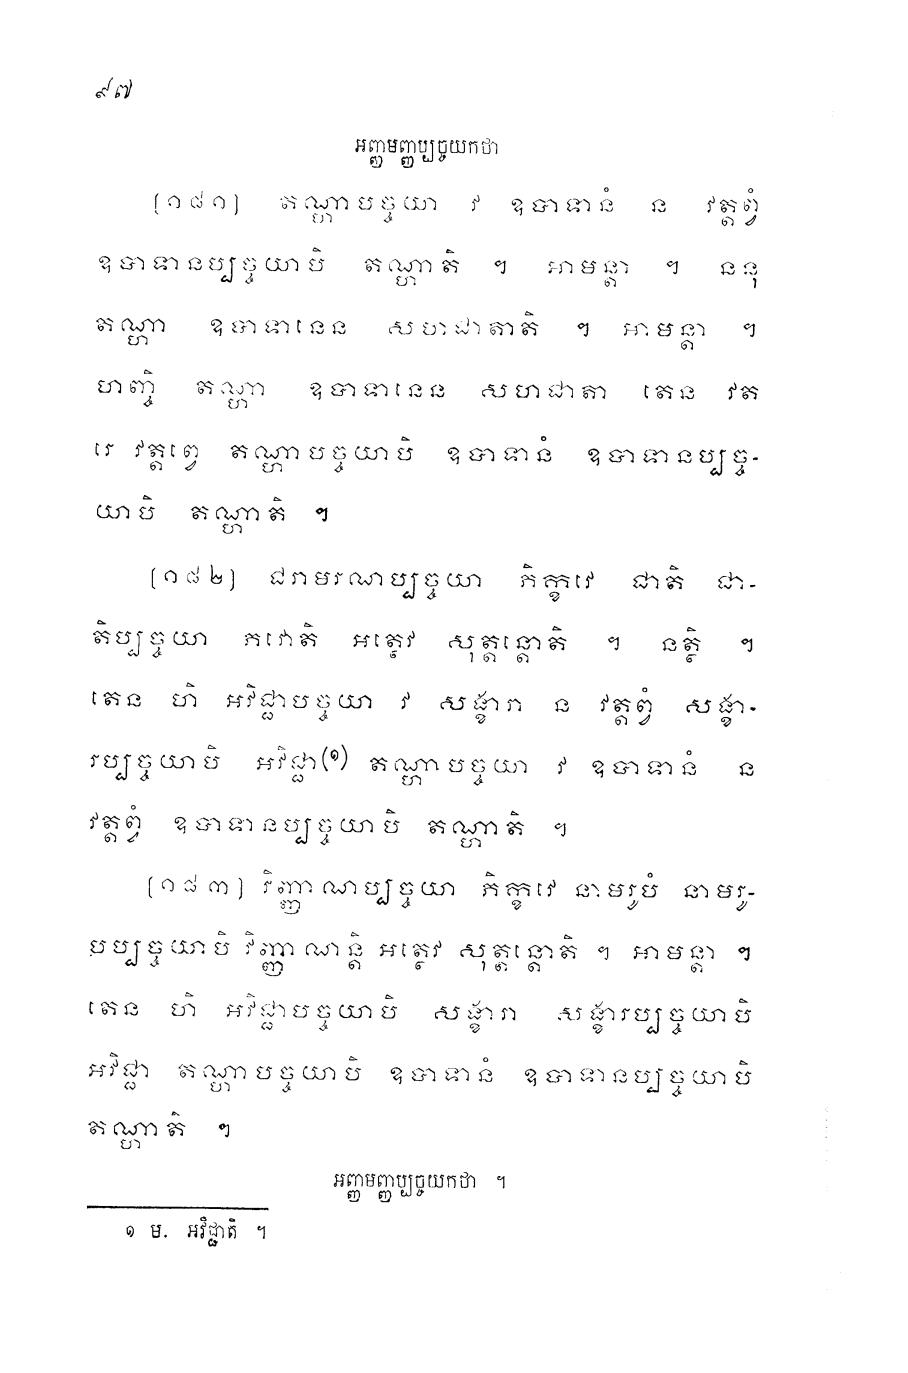 ៩៧
អញ្ញមញ្ញប្បច្ចយកថា
[១៨១] តណ្ហាបច្ចយា វ ឧបាទានំ ន វត្តព្វំ
ឧបាទានប្បច្ចយាបិ តណ្ហាតិ ។ អាមន្តា ។ ននុ
តណ្ហា ឧបាទានេន សហជាតាតិ ។ អាមន្តា ។
ហញ្ចិ តណ្ហា ឧបាទានេន សហជាតា តេន វត
រេ វត្តព្វេ តណ្ហាបច្ចយាបិ ឧបាទានំ ឧបាទានប្បច្ច-
យាបិ តណ្ហាតិ ។
[១៨២] ជរាមរណប្បច្ចយា ភិក្ខវេ ជាតិ ជា-
តិប្បច្ចយា ភវោតិ អត្ថេវ សុត្តន្តោតិ ។ នត្ថិ ។
តេន ហិ អវិជ្ជាបច្ចយា វ សង្ខារា ន វត្តព្វំ សង្ខា-
រប្បច្ចយាបិ អវិជ្ជា(១) តណ្ហាបច្ចយា វ ឧបាទានំ ន
វត្តព្វំ ឧបាទានប្បច្ចយាបិ តណ្ហាតិ ។
[១៨៣] វិញ្ញាណប្បច្ចយា ភិក្ខវេ នាមរូបំ នាមរូ-
បប្បច្ចយាបិ វិញ្ញាណន្តិ អត្ថេវ សុត្តន្តោតិ ។ អាមន្តា ។
តេន ហិ អវិជ្ជាបច្ចយាបិ សង្ខារា សង្ខារប្បច្ចយាបិ
អវិជ្ជា តណ្ហាបច្ចយាបិ ឧបាទានំ ឧបាទានប្បច្ចយាបិ
តណ្ហាតិ ។
អញ្ញមញ្ញប្បច្ចយកថា ។
១ ម. អវិជ្ជាតិ ។